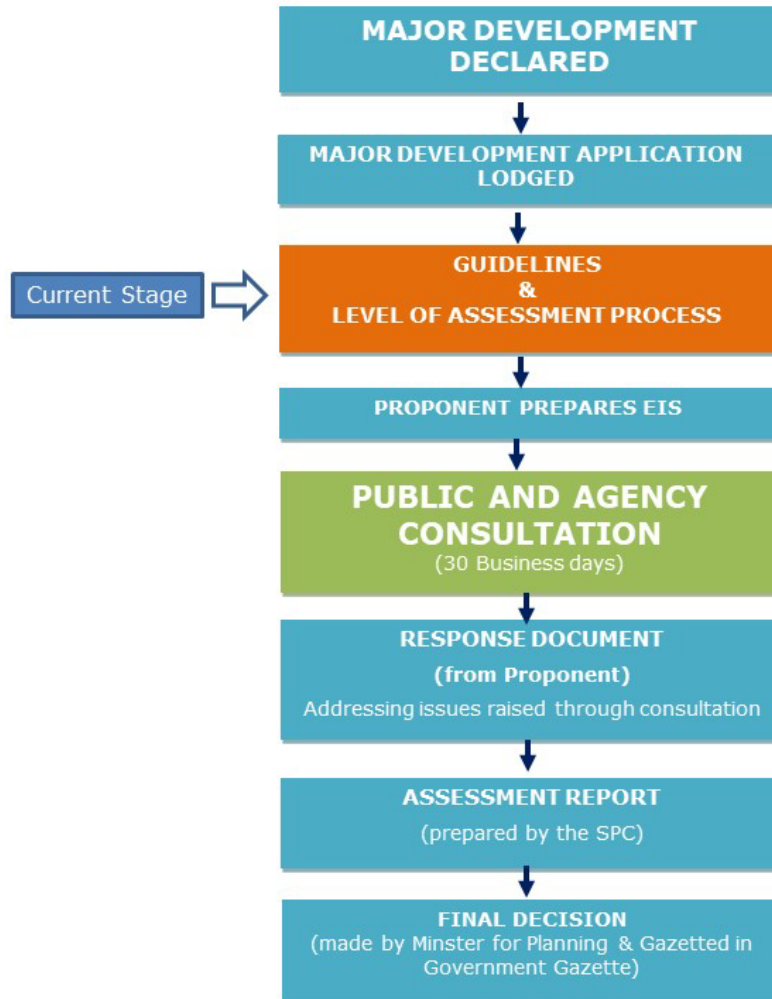 MAJOR DEVELOPMENT
DECLARED
MAJOR DEVELOPMENT APPLICATION
LODGED
Current Stage
GUIDELINES
&
LEVEL OF ASSESSMENT PROCESS
PROPONENT PREPARES EIS
PUBLIC AND AGENCY
CONSULTATION
(30 Business days)
RESPONSE DOCUMENT
(from Proponent)
Addressing issues raised through consultation
ASSESSMENT REPORT
(prepared by the SPC)
FINAL DECISION
(made by Minster for Planning & Gazetted in
Government Gazette)